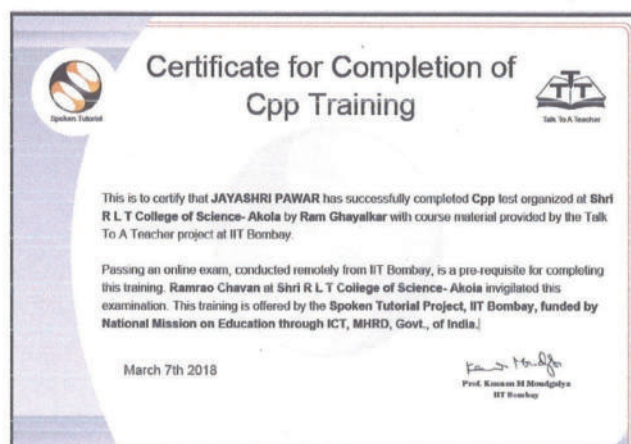 Certificate for Completion of
Cpp Training
Spoken Tutorial
Talk To A Teacher
This is to certify that JAYASHRI PAWAR has successfully completed Cpp test organized at Shri
R L T College of Science- Akola by Ram Ghayalkar with course material provided by the Talk
To A Teacher project at IIT Bombay.
Passing an online exam, conducted remotely from IIT Bombay, is a pre-requisite for completing
this training. Ramrao Chavan at Shri R L T College of Science- Akola invigilated this
examination. This training is offered by the Spoken Tutorial Project, IIT Bombay, funded by
National Mission on Education through ICT, MHRD, Govt., of India.
March 7th 2018
Prof. Kannan M Moudgalya
IIT Bombay